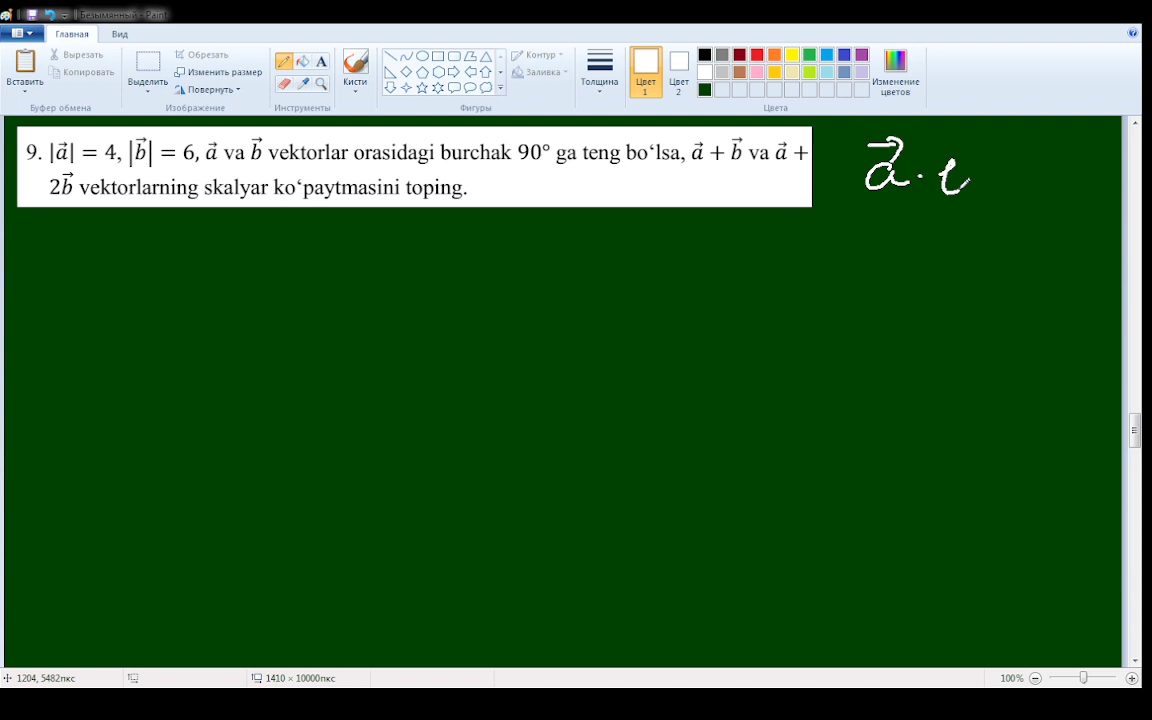 Безымянный - Paint
Главная Вид
Вставить
Вырезать
Копировать
Буфер обмена
Выделить
Обрезать
Изменить размер
Повернуть
Изображение
A
Инструменты
Кисти
Фигуры
Контур
Заливка
Толщина
Цвет 1
Цвет 2
Изменение цветов
Цвета
9. |a⃗| = 4, |b⃗| = 6, a⃗ va b⃗ vektorlar orasidagi burchak 90° ga teng bo‘lsa, a⃗ + b⃗ va a⃗ +
2b⃗ vektorlarning skalyar ko‘paytmasini toping.
a⃗ ·
1204, 5482пкс
1410 × 10000пкс
100%